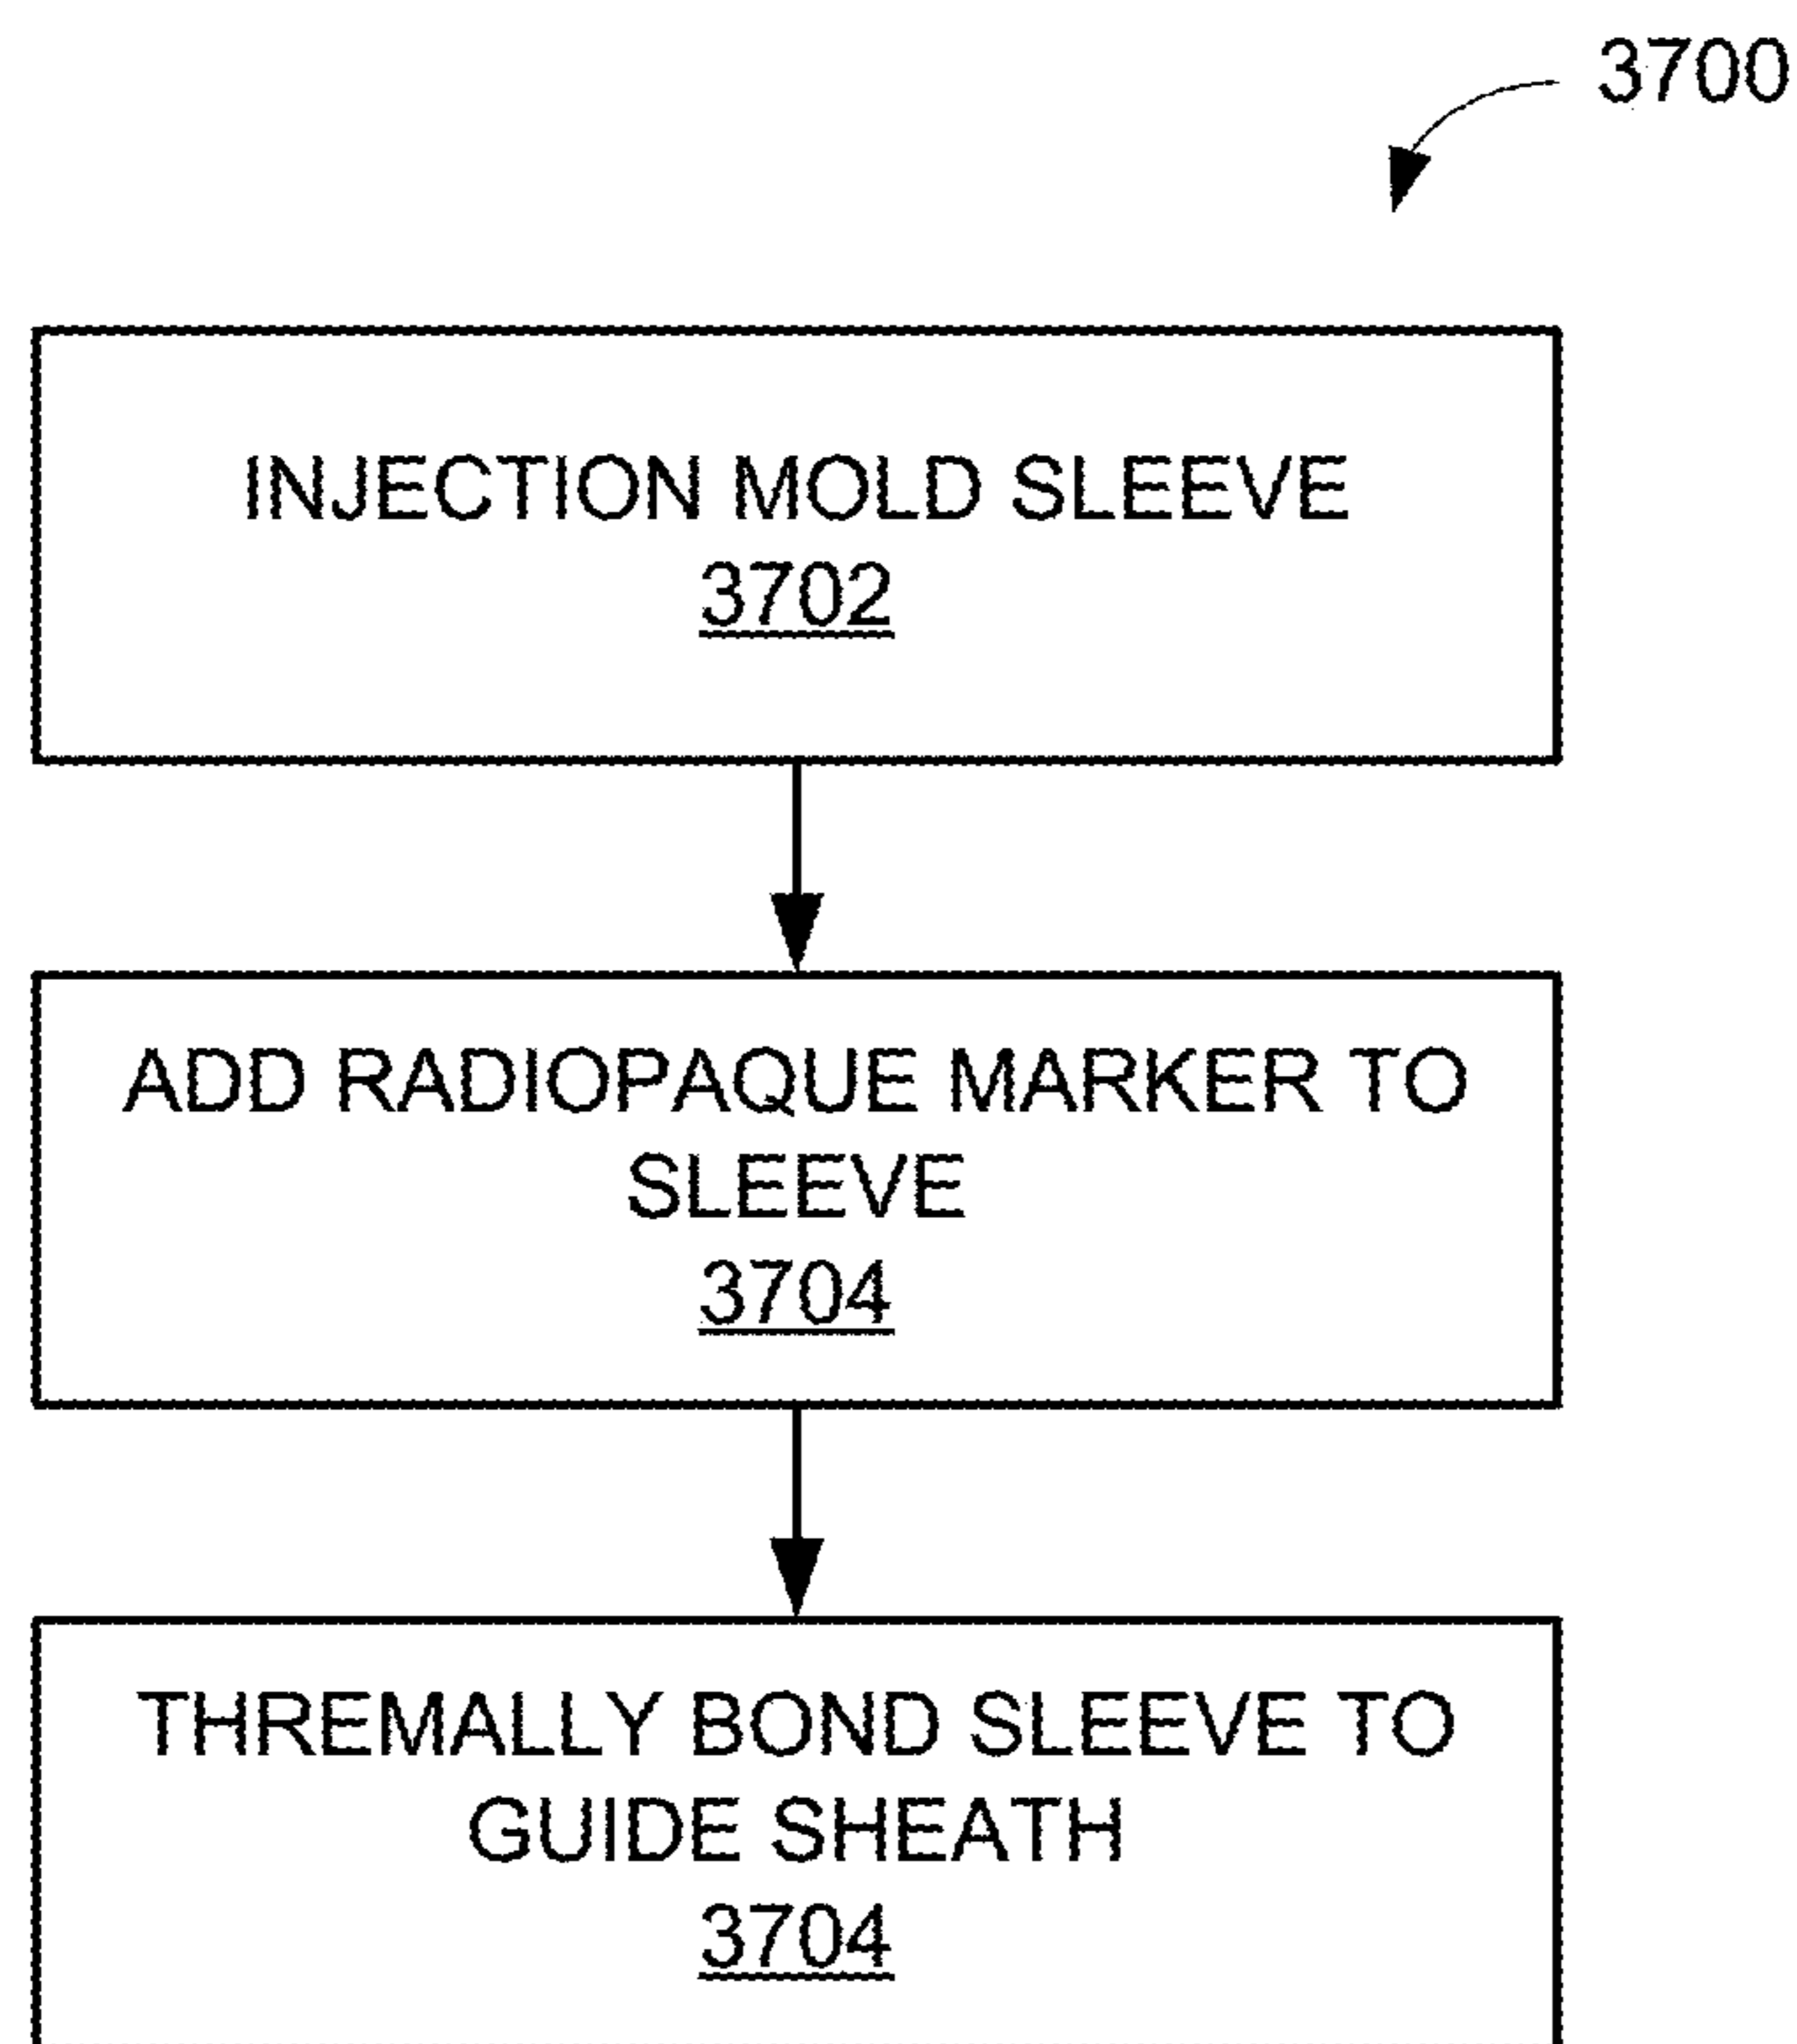 3700
INJECTION MOLD SLEEVE
3702
ADD RADIOPAQUE MARKER TO
SLEEVE
3704
THREMALLY BOND SLEEVE TO
GUIDE SHEATH
3704